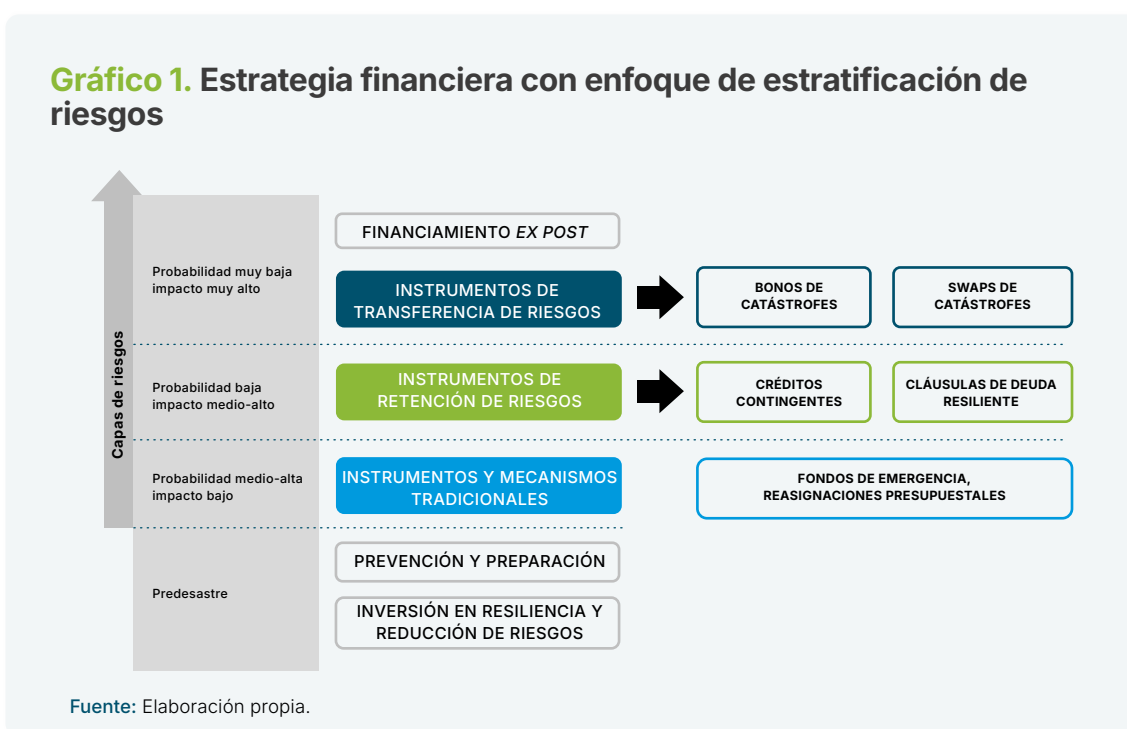 Gráfico 1. Estrategia financiera con enfoque de estratificación de
riesgos
Capas de riesgos
Probabilidad muy baja
impacto muy alto
FINANCIAMIENTO EX POST
INSTRUMENTOS DE
TRANSFERENCIA DE RIESGOS
BONOS DE
CATÁSTROFES
SWAPS DE
CATÁSTROFES
Probabilidad baja
impacto medio-alto
INSTRUMENTOS DE
RETENCIÓN DE RIESGOS
CRÉDITOS
CONTINGENTES
CLÁUSULAS DE DEUDA
RESILIENTE
Probabilidad medio-alta
impacto bajo
INSTRUMENTOS Y MECANISMOS
TRADICIONALES
FONDOS DE EMERGENCIA,
REASIGNACIONES PRESUPUESTALES
Predesastre
PREVENCIÓN Y PREPARACIÓN
INVERSIÓN EN RESILIENCIA Y
REDUCCIÓN DE RIESGOS
Fuente: Elaboración propia.